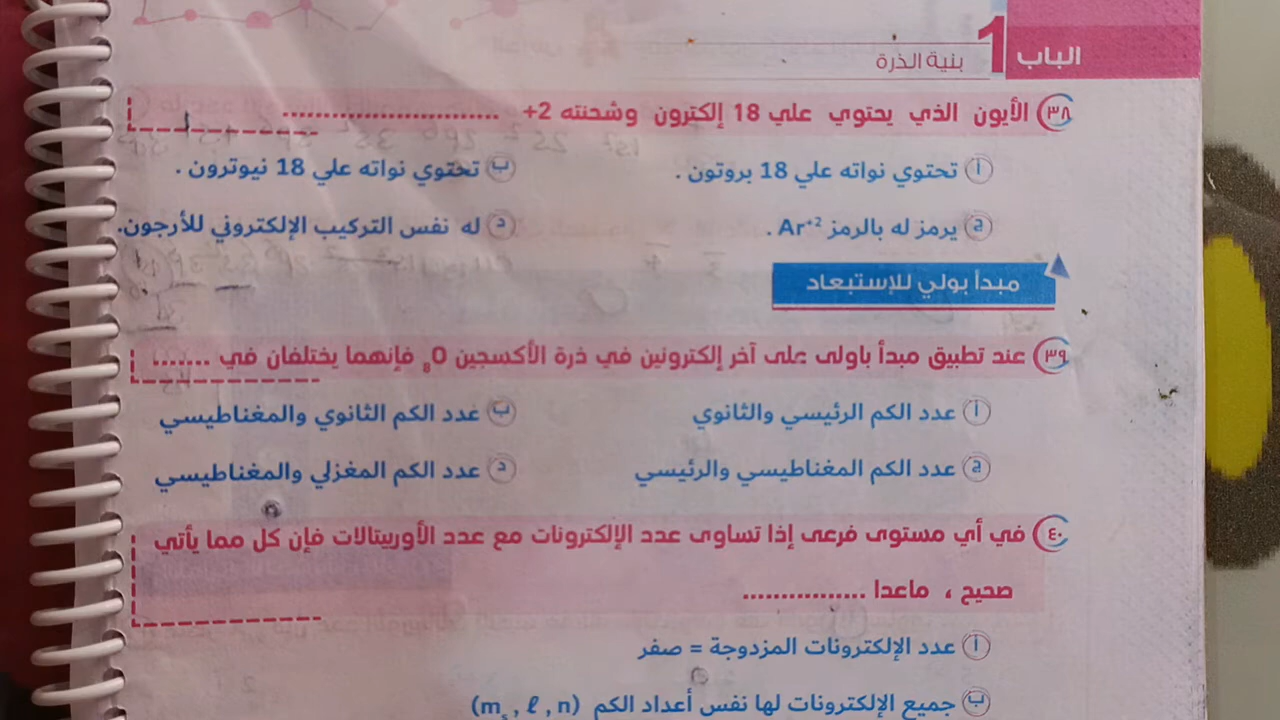 الباب 1 بنية الذرة
٣٨ الأيون الذي يحتوي علي 18 إلكترون وشحنته 2+ ..............................
أ تحتوي نواته علي 18 بروتون .
ب تحتوي نواته علي 18 نيوترون .
ج يرمز له بالرمز Ar⁺² .
د له نفس التركيب الإلكتروني للأرجون.
مبدأ بولي للإستبعاد
٣٩ عند تطبيق مبدأ باولى على آخر إلكترونين في ذرة الأكسجين ₈O فإنهما يختلفان في .......
أ عدد الكم الرئيسي والثانوي
ب عدد الكم الثانوي والمغناطيسي
ج عدد الكم المغناطيسي والرئيسي
د عدد الكم المغزلي والمغناطيسي
٤٠ في أي مستوى فرعى إذا تساوى عدد الإلكترونات مع عدد الأوربيتالات فإن كل مما يأتي
صحيح ، ماعدا ................
أ عدد الإلكترونات المزدوجة = صفر
ب جميع الإلكترونات لها نفس أعداد الكم (n , ℓ , mₛ)